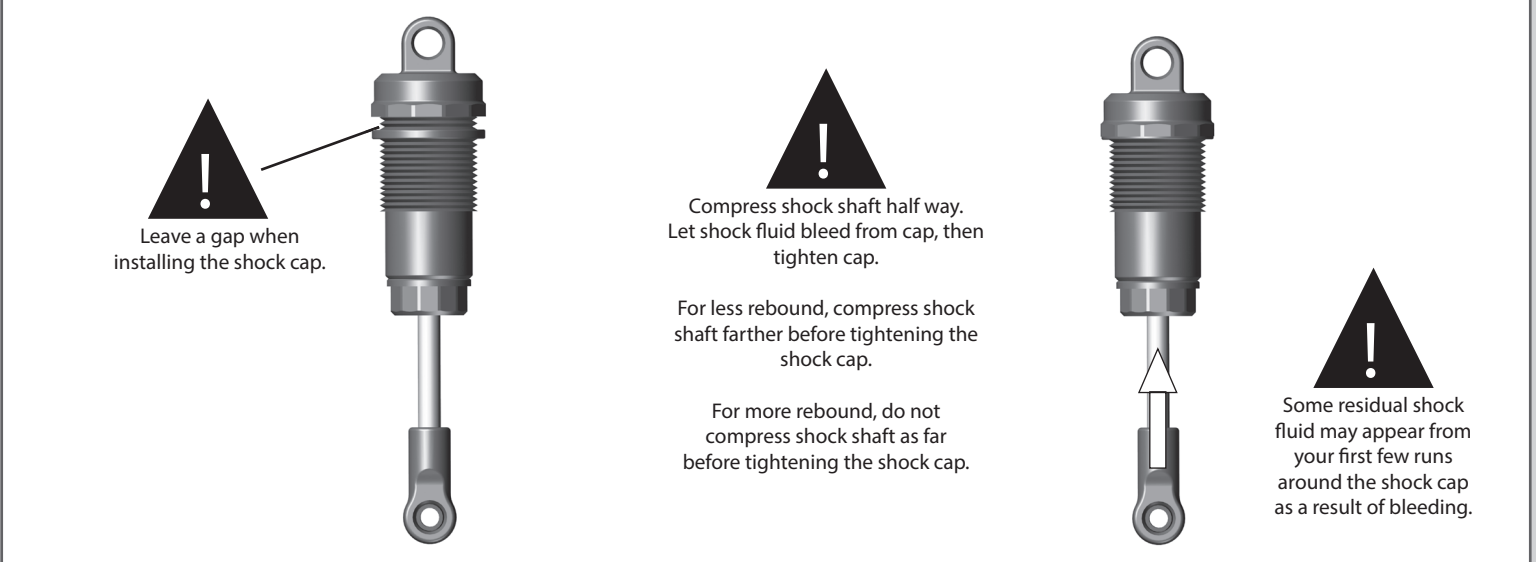 !
Leave a gap when
installing the shock cap.
!
Compress shock shaft half way.
Let shock fluid bleed from cap, then
tighten cap.
For less rebound, compress shock
shaft farther before tightening the
shock cap.
For more rebound, do not
compress shock shaft as far
before tightening the shock cap.
!
Some residual shock
fluid may appear from
your first few runs
around the shock cap
as a result of bleeding.